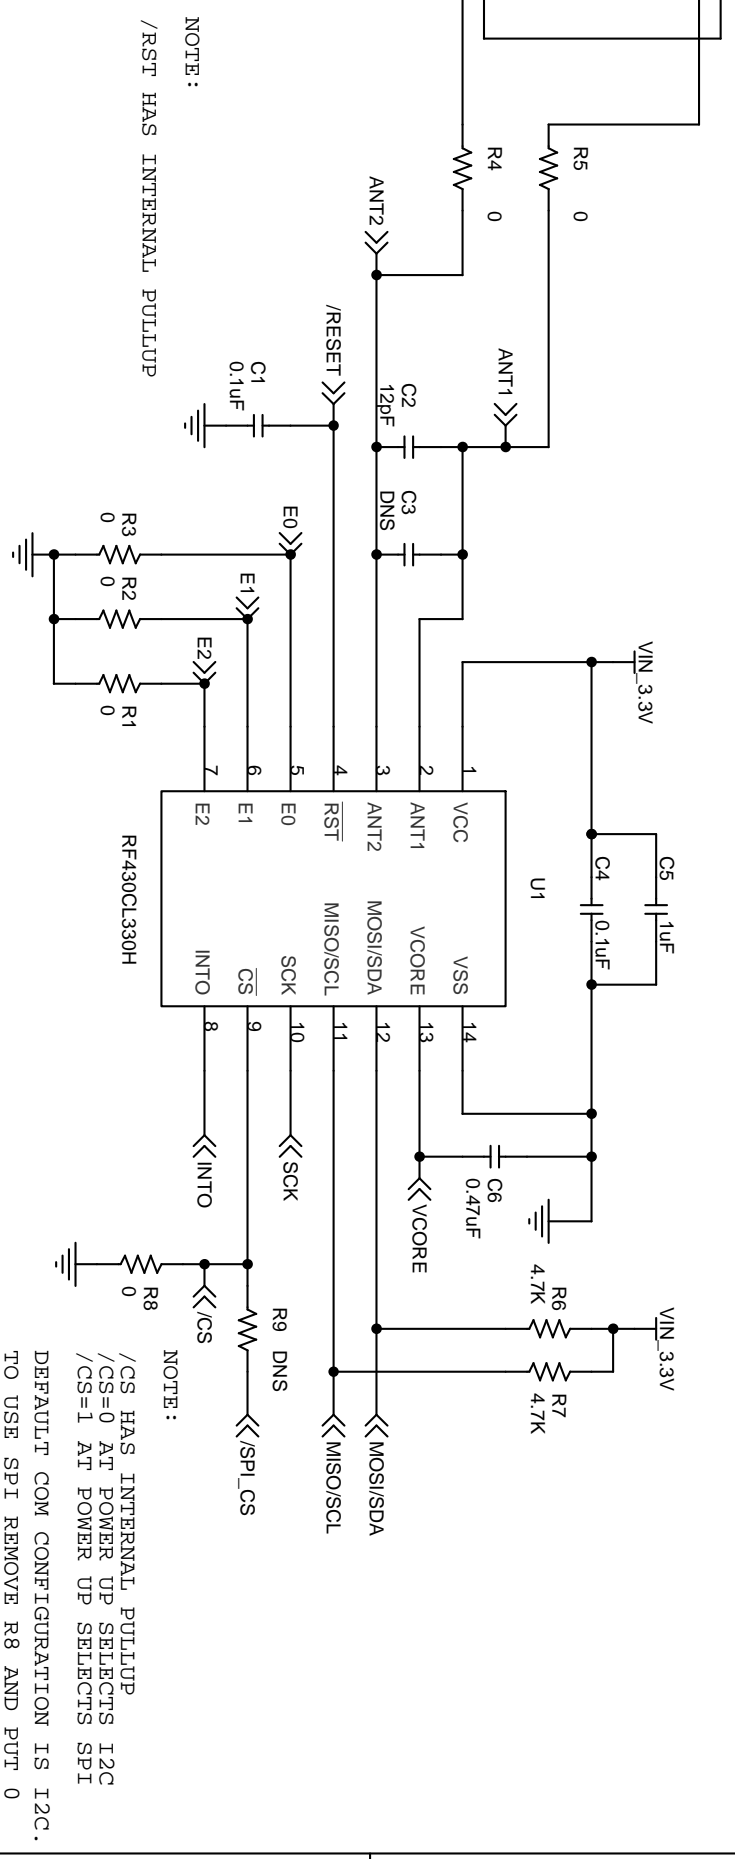 R5
0
R4
0
ANT2
ANT1
/RESET
C1
0.1uF
C2
12pF
C3
DNS
NOTE:
/RST HAS INTERNAL PULLUP
E0
E1
E2
R3
0
R2
0
R1
0
VIN_3.3V
C5
1uF
C4
0.1uF
U1
1
2
3
4
5
6
7
VCC
ANT1
ANT2
RST
E0
E1
E2
VSS
VCORE
MOSI/SDA
MISO/SCL
SCK
CS
INTO
14
13
12
11
10
9
8
RF430CL330H
C6
0.47uF
VCORE
SCK
INTO
VIN_3.3V
R6
4.7K
R7
4.7K
MOSI/SDA
MISO/SCL
R9 DNS
/SPI_CS
/CS
R8
0
NOTE:
/CS HAS INTERNAL PULLUP
/CS=0 AT POWER UP SELECTS I2C
/CS=1 AT POWER UP SELECTS SPI
DEFAULT COM CONFIGURATION IS I2C.
TO USE SPI REMOVE R8 AND PUT 0